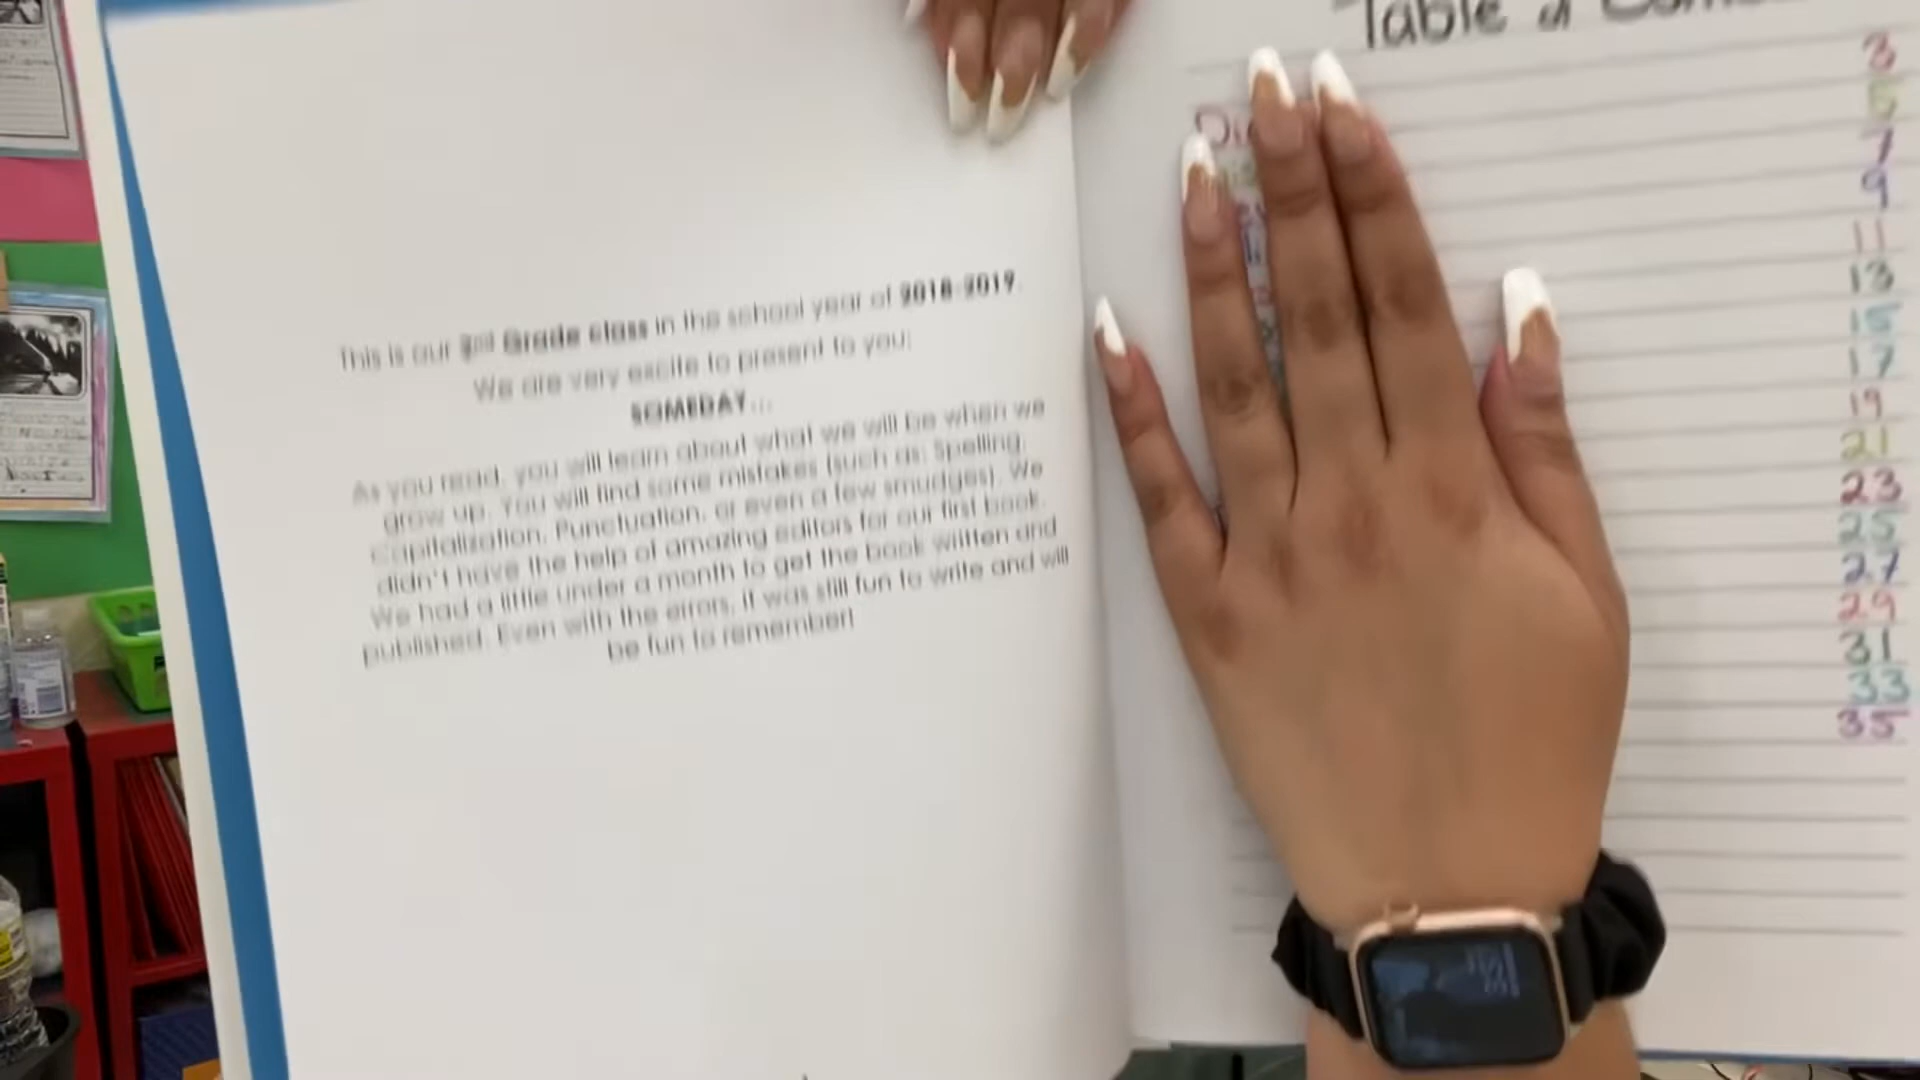 This is our 2nd Grade class in the school year of 2018-2019.
We are very excite to present to you:
SOMEDAY...
As you read, you will learn about what we will be when we
grow up. You will find some mistakes (such as: Spelling,
Capitalization, Punctuation, or even a few smudges). We
didn't have the help of amazing editors for our first book.
We had a little under a month to get the book written and
published. Even with the errors, it was still fun to write and will
be fun to remember!
Table of
3
5
7
9
11
13
15
17
19
21
23
25
27
29
31
33
35